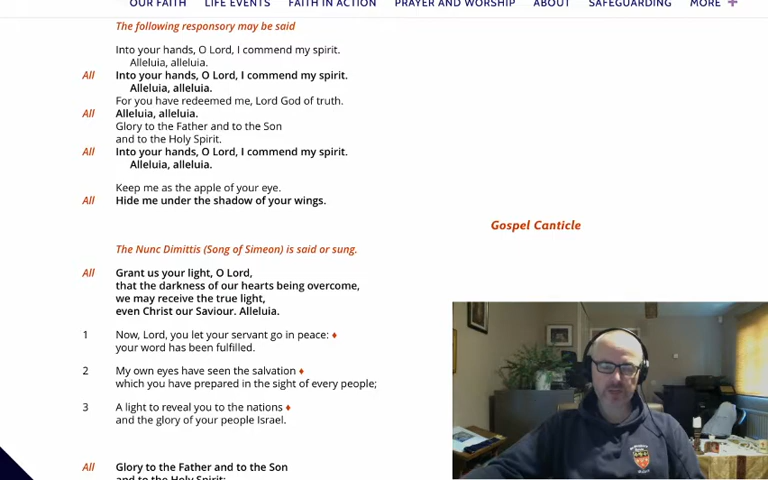 OUR FAITH LIFE EVENTS FAITH IN ACTION PRAYER AND WORSHIP ABOUT SAFEGUARDING MORE +
The following responsory may be said
Into your hands, O Lord, I commend my spirit.
Alleluia, alleluia.
All Into your hands, O Lord, I commend my spirit.
Alleluia, alleluia.
For you have redeemed me, Lord God of truth.
All Alleluia, alleluia.
Glory to the Father and to the Son
and to the Holy Spirit.
All Into your hands, O Lord, I commend my spirit.
Alleluia, alleluia.
Keep me as the apple of your eye.
All Hide me under the shadow of your wings.
Gospel Canticle
The Nunc Dimittis (Song of Simeon) is said or sung.
All Grant us your light, O Lord,
that the darkness of our hearts being overcome,
we may receive the true light,
even Christ our Saviour. Alleluia.
1 Now, Lord, you let your servant go in peace: ♦
your word has been fulfilled.
2 My own eyes have seen the salvation ♦
which you have prepared in the sight of every people;
3 A light to reveal you to the nations ♦
and the glory of your people Israel.
All Glory to the Father and to the Son
and to the Holy Spirit;